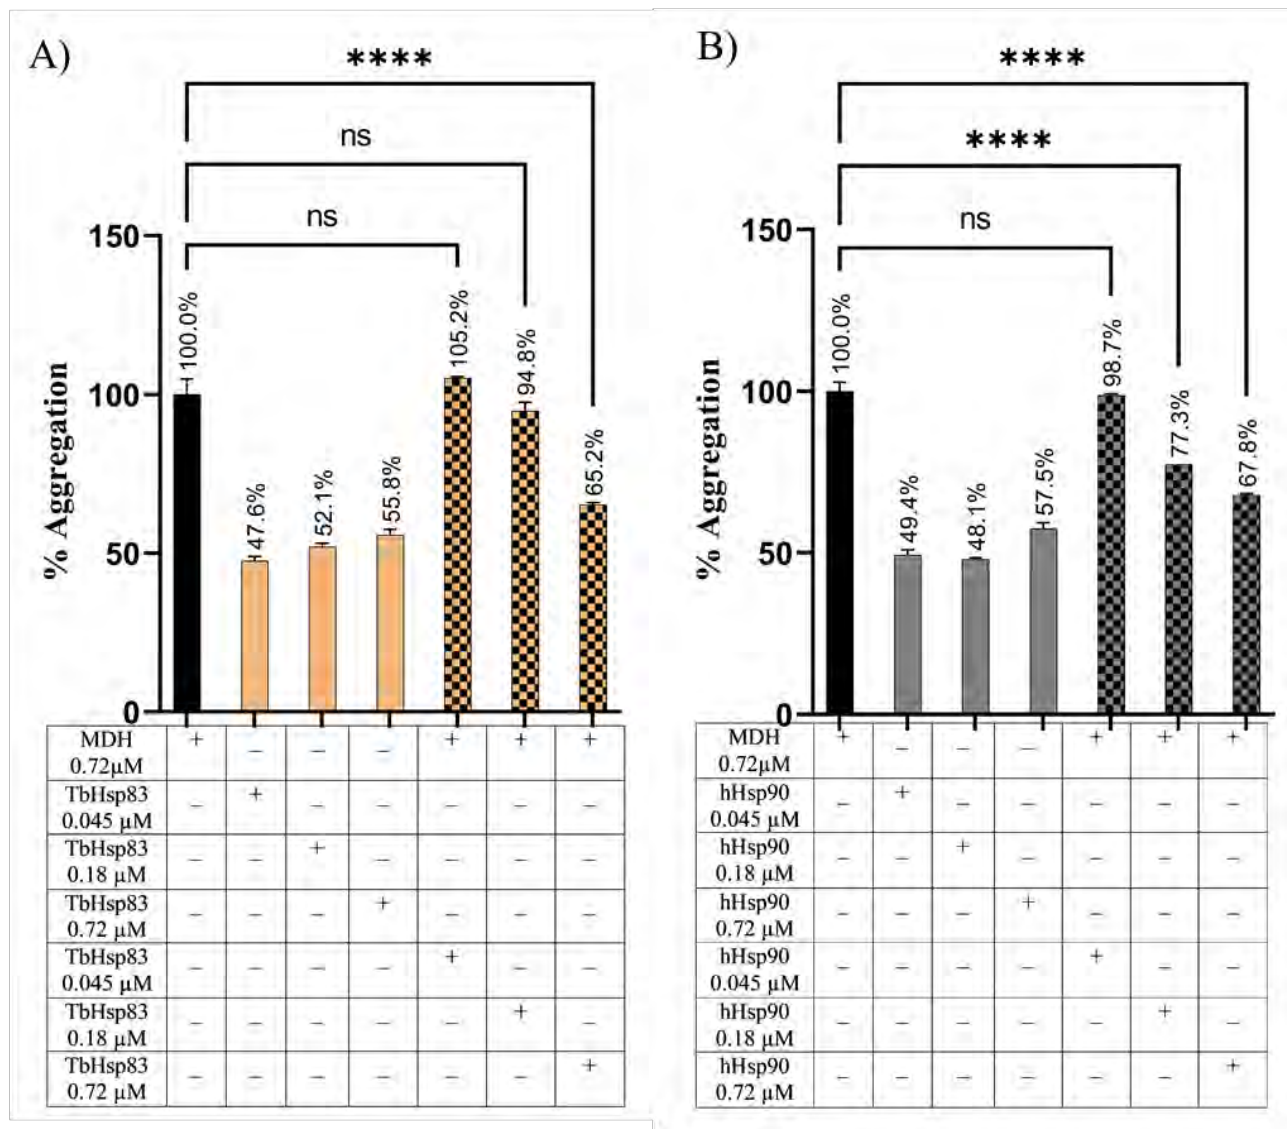 A)
****
ns
ns
150
100
50
0
% Aggregation
100.0%
47.6%
52.1%
55.8%
105.2%
94.8%
65.2%
MDH + – – – + + +
0.72µM
TbHsp83 – + – – – – –
0.045 µM
TbHsp83 – – + – – – –
0.18 µM
TbHsp83 – – – + – – –
0.72 µM
TbHsp83 – – – – + – –
0.045 µM
TbHsp83 – – – – – + –
0.18 µM
TbHsp83 – – – – – – +
0.72 µM
B)
****
****
ns
150
100
50
0
% Aggregation
100.0%
49.4%
48.1%
57.5%
98.7%
77.3%
67.8%
MDH + – – – + + +
0.72µM
hHsp90 – + – – – – –
0.045 µM
hHsp90 – – + – – – –
0.18 µM
hHsp90 – – – + – – –
0.72 µM
hHsp90 – – – – + – –
0.045 µM
hHsp90 – – – – – + –
0.18 µM
hHsp90 – – – – – – +
0.72 µM